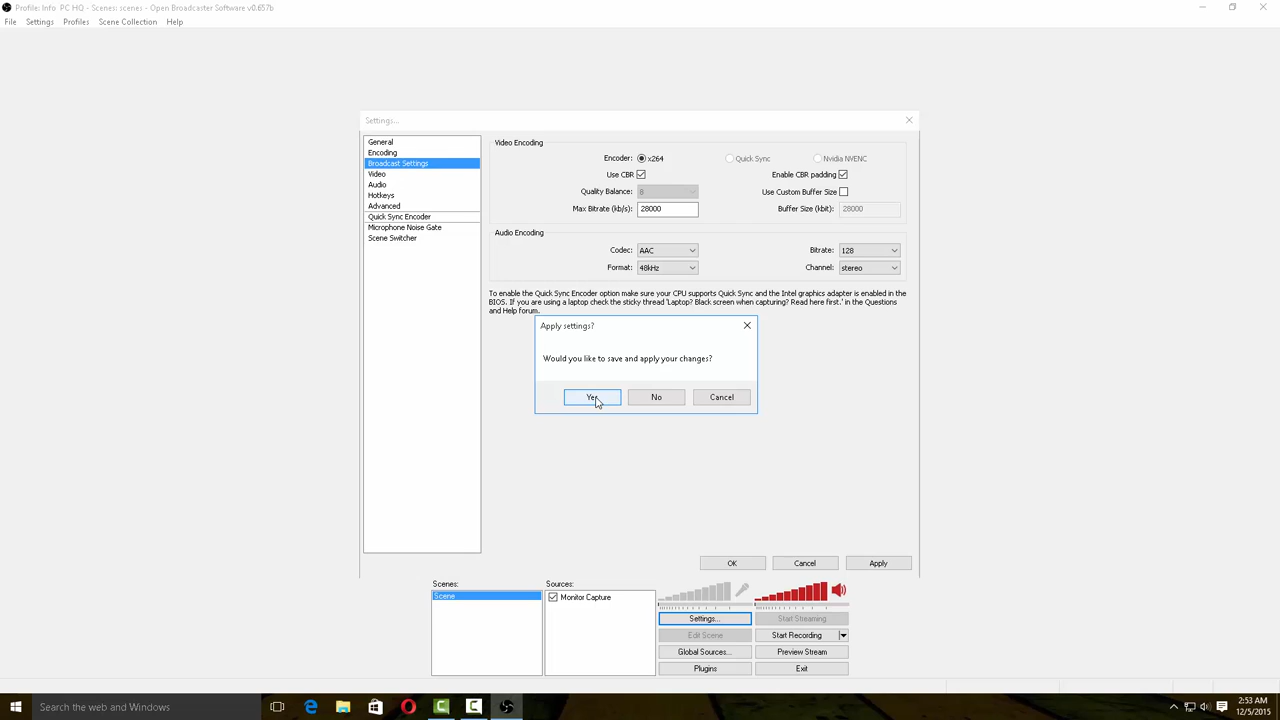 Profile: Info PC HQ - Scenes: scenes - Open Broadcaster Software v0.657b
File Settings Profiles Scene Collection Help
Settings...
General
Encoding
Broadcast Settings
Video
Audio
Hotkeys
Advanced
Quick Sync Encoder
Microphone Noise Gate
Scene Switcher
Video Encoding
Encoder: x264 Quick Sync Nvidia NVENC
Use CBR Enable CBR padding
Quality Balance: 8 Use Custom Buffer Size
Max Bitrate (kb/s): 28000 Buffer Size (kbit): 28000
Audio Encoding
Codec: AAC Bitrate: 128
Format: 48kHz Channel: stereo
To enable the Quick Sync Encoder option make sure your CPU supports Quick Sync and the Intel graphics adapter is enabled in the
BIOS. If you are using a laptop check the sticky thread 'Laptop? Black screen when capturing? Read here first.' in the Questions
and Help forum.
Apply settings?
Would you like to save and apply your changes?
Yes No Cancel
OK Cancel Apply
Scenes: Sources:
Scene Monitor Capture
Settings... Start Streaming
Edit Scene Start Recording
Global Sources... Preview Stream
Plugins Exit
Search the web and Windows
2:53 AM
12/5/2015